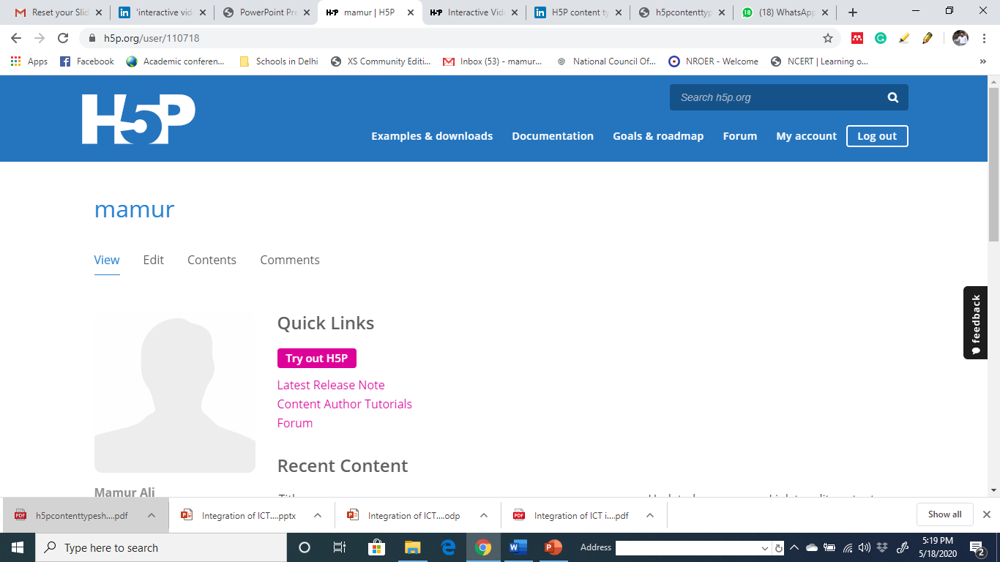 Reset your Slid
'interactive vid
PowerPoint Pre
H-P mamur | H5P
H-P Interactive Vide
H5P content ty
h5pcontenttyp
18 (18) WhatsApp
h5p.org/user/110718
Apps
Facebook
Academic conferen...
Schools in Delhi
XS Community Editi...
Inbox (53) - mamur...
National Council Of...
NROER - Welcome
NCERT | Learning o...
»
H5P
Search h5p.org
Examples & downloads
Documentation
Goals & roadmap
Forum
My account
Log out
mamur
View
Edit
Contents
Comments
feedback
Quick Links
Try out H5P
Latest Release Note
Content Author Tutorials
Forum
Recent Content
Mamur Ali
PDF h5pcontenttypesh....pdf
Integration of ICT....pptx
Integration of ICT....odp
PDF Integration of ICT i....pdf
Show all
Type here to search
Address
5:19 PM
5/18/2020
2